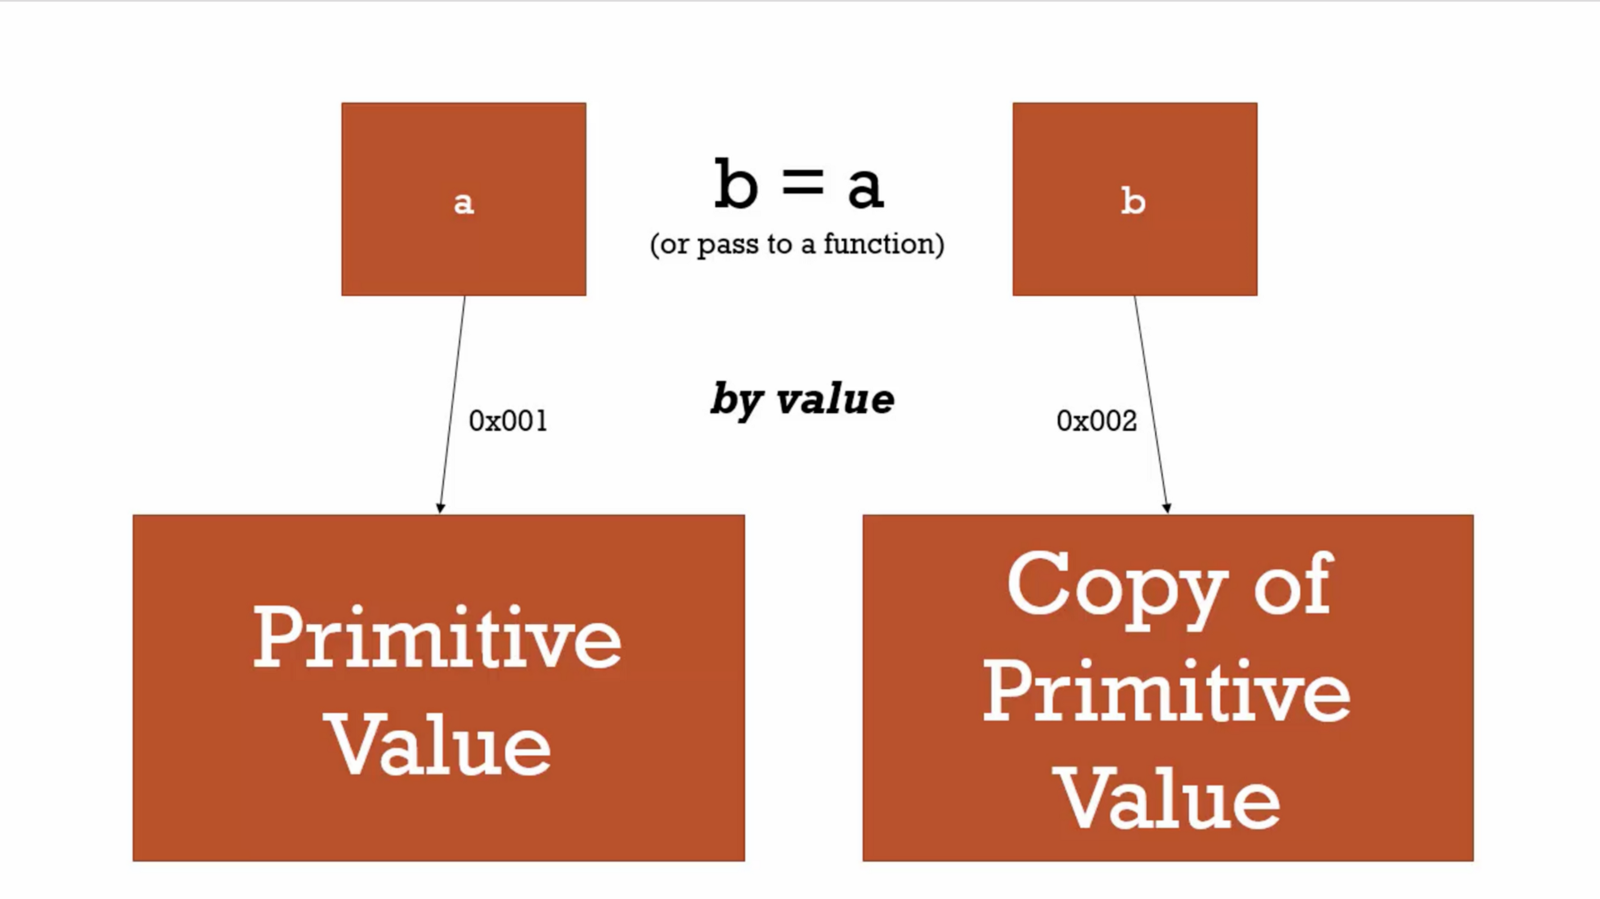 a
b = a
(or pass to a function)
b
by value
0x001
0x002
Primitive
Value
Copy of
Primitive
Value